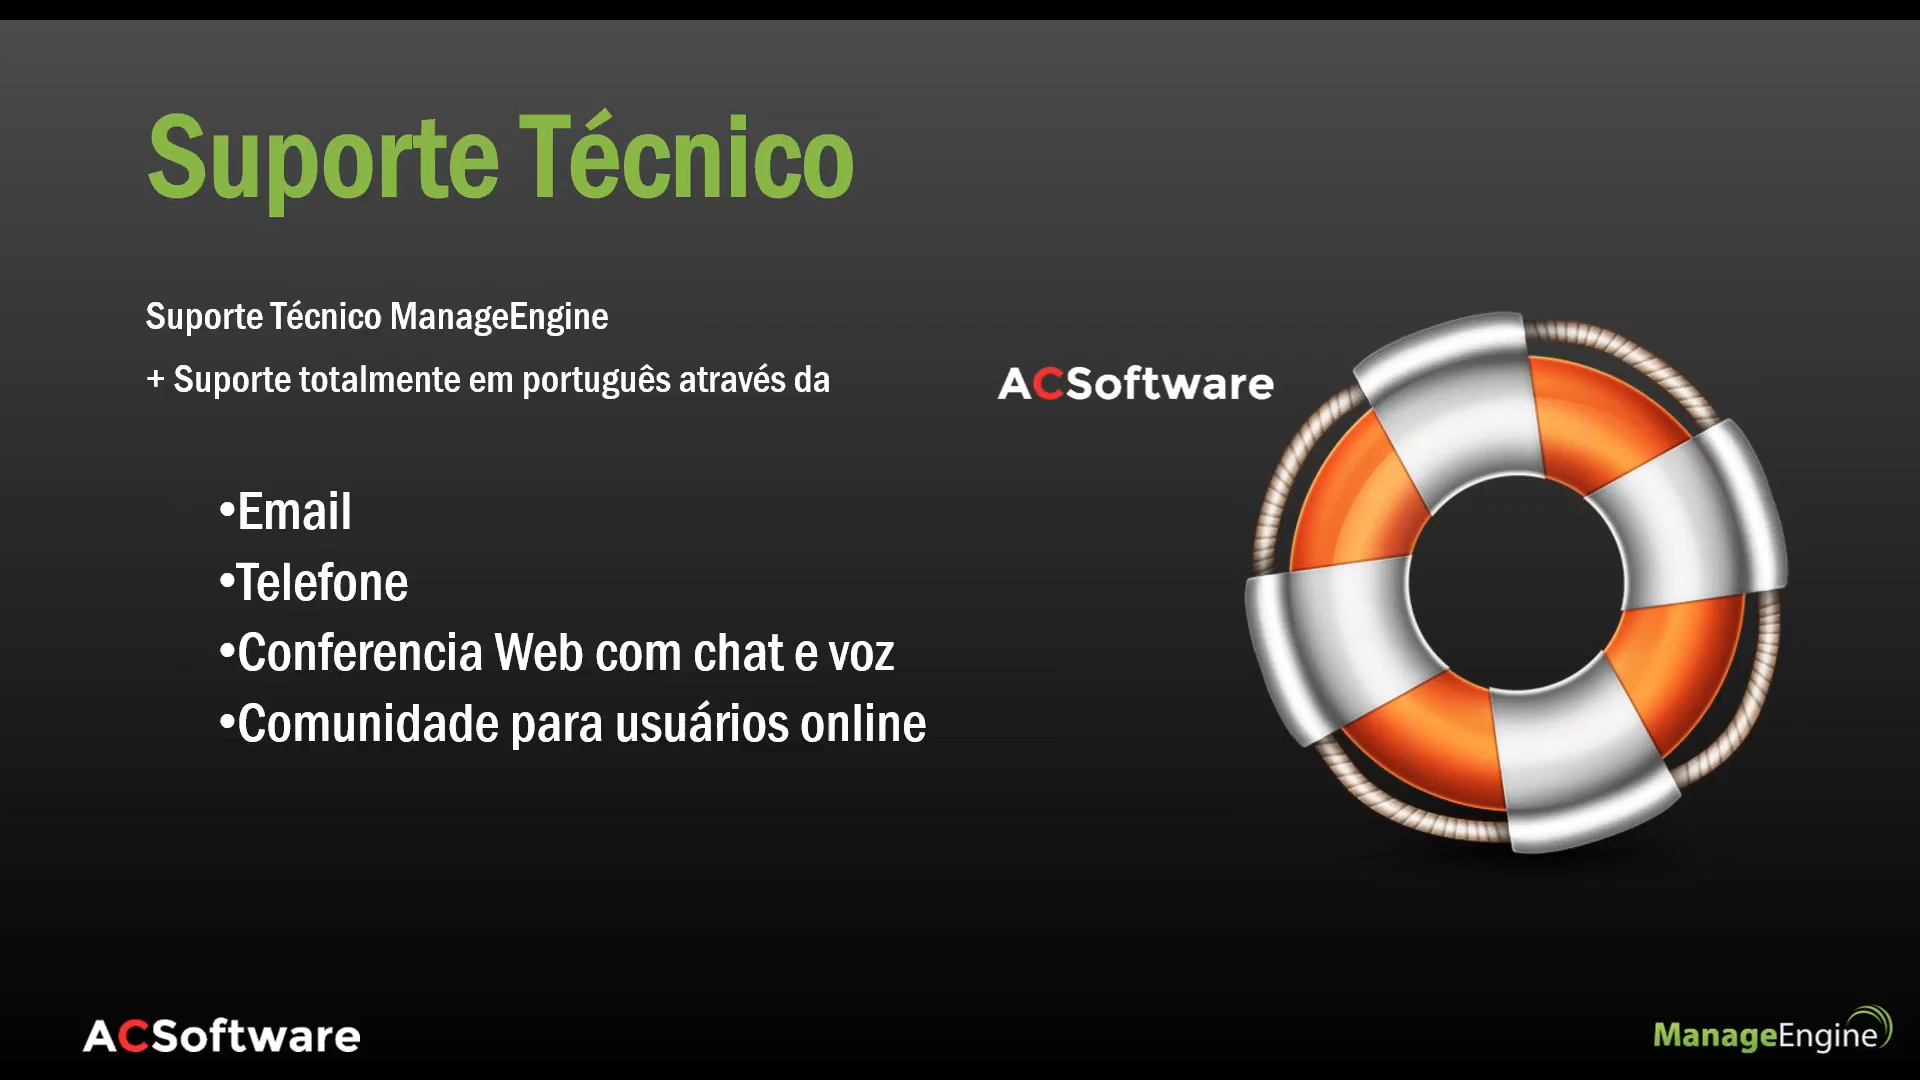 Suporte Técnico
Suporte Técnico ManageEngine
+ Suporte totalmente em português através da ACSoftware
•Email
•Telefone
•Conferencia Web com chat e voz
•Comunidade para usuários online
ACSoftware
ManageEngine